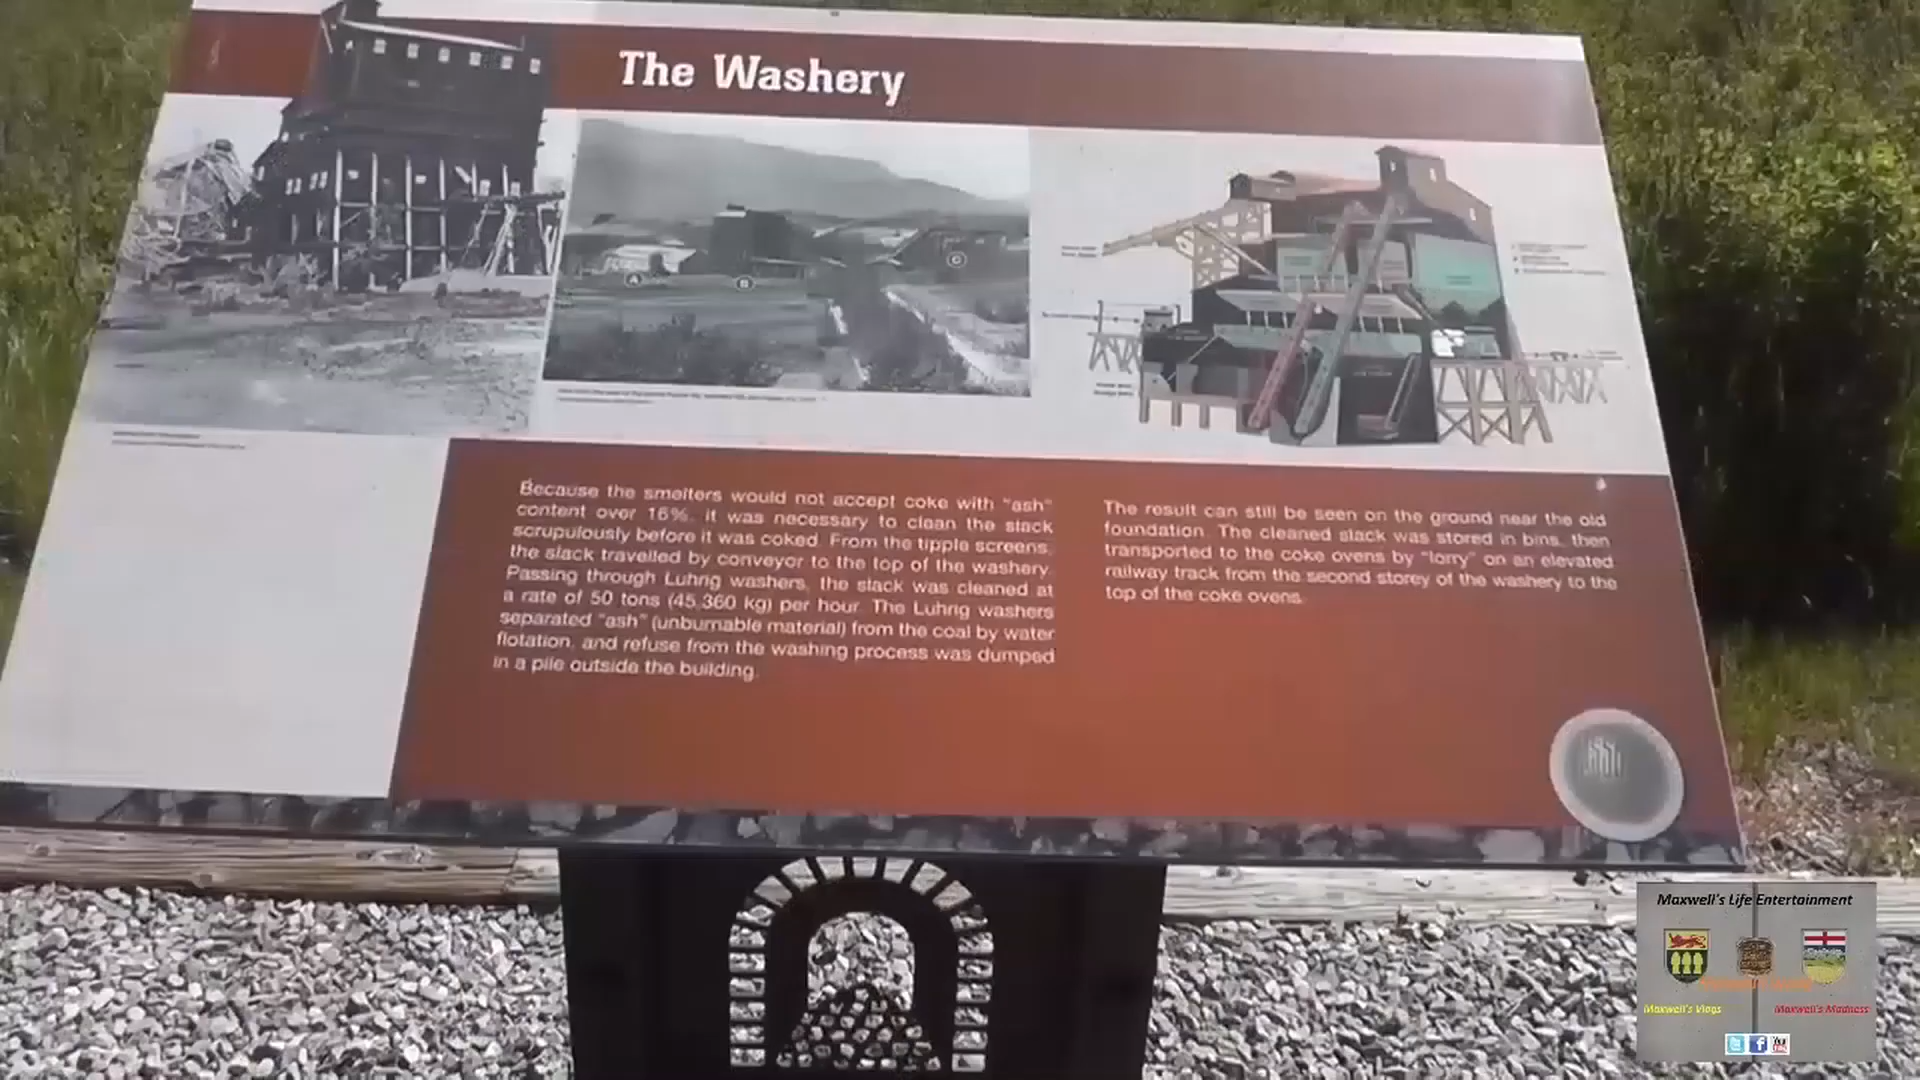 The Washery
A
B
C
Because the smelters would not accept coke with "ash"
content over 16%, it was necessary to clean the slack
scrupulously before it was coked. From the tipple screens,
the slack travelled by conveyor to the top of the washery.
Passing through Luhrig washers, the slack was cleaned at
a rate of 50 tons (45,360 kg) per hour. The Luhrig washers
separated "ash" (unburnable material) from the coal by water
flotation, and refuse from the washing process was dumped
in a pile outside the building.
The result can still be seen on the ground near the old
foundation. The cleaned slack was stored in bins, then
transported to the coke ovens by "lorry" on an elevated
railway track from the second storey of the washery to the
top of the coke ovens.
Maxwell's Life Entertainment
Maxwell's Vlogs
Maxwell's Madness